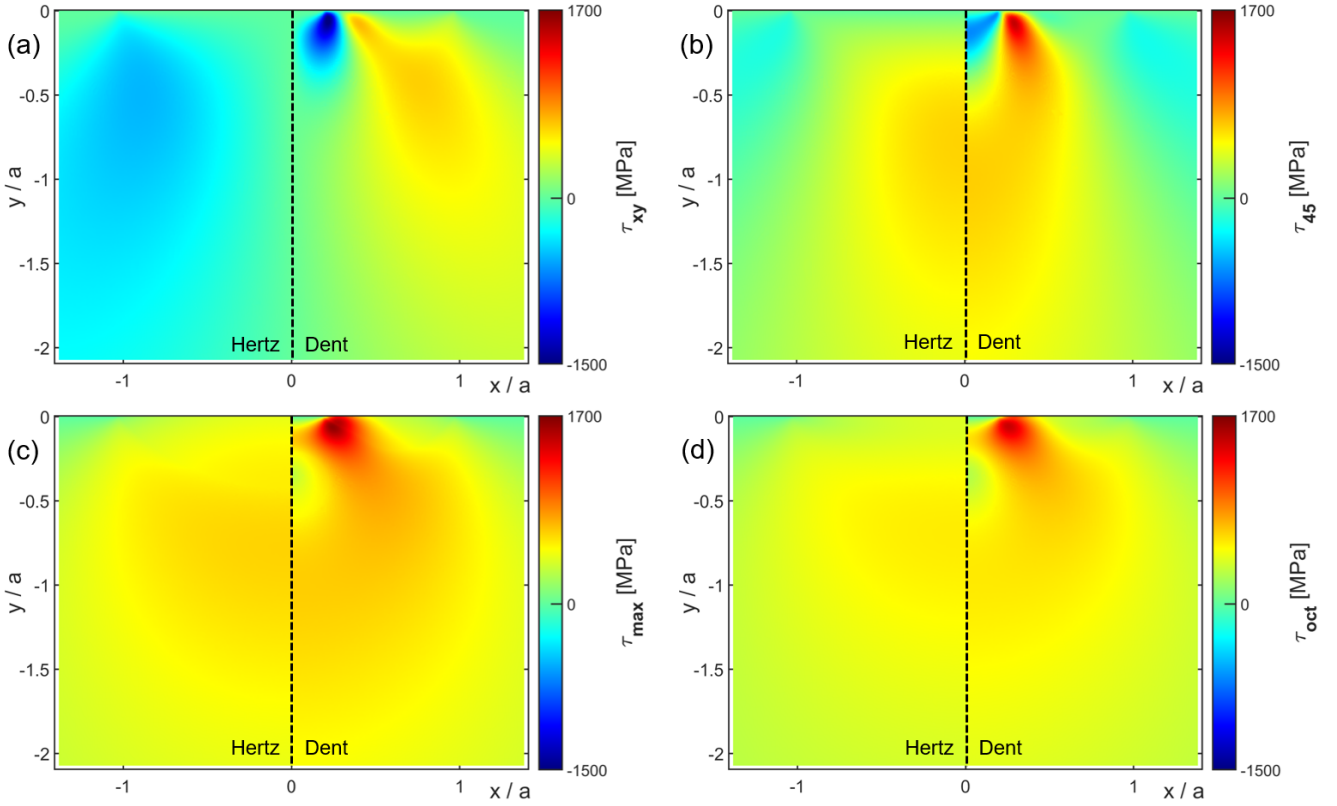 (a)
0
-0.5
-1
-1.5
-2
y / a
Hertz
Dent
-1
0
1
x / a
1700
0
-1500
τxy [MPa]
(b)
0
-0.5
-1
-1.5
-2
y / a
Hertz
Dent
-1
0
1
x / a
1700
0
-1500
τ45 [MPa]
(c)
0
-0.5
-1
-1.5
-2
y / a
Hertz
Dent
-1
0
1
x / a
1700
0
-1500
τmax [MPa]
(d)
0
-0.5
-1
-1.5
-2
y / a
Hertz
Dent
-1
0
1
x / a
1700
0
-1500
τoct [MPa]